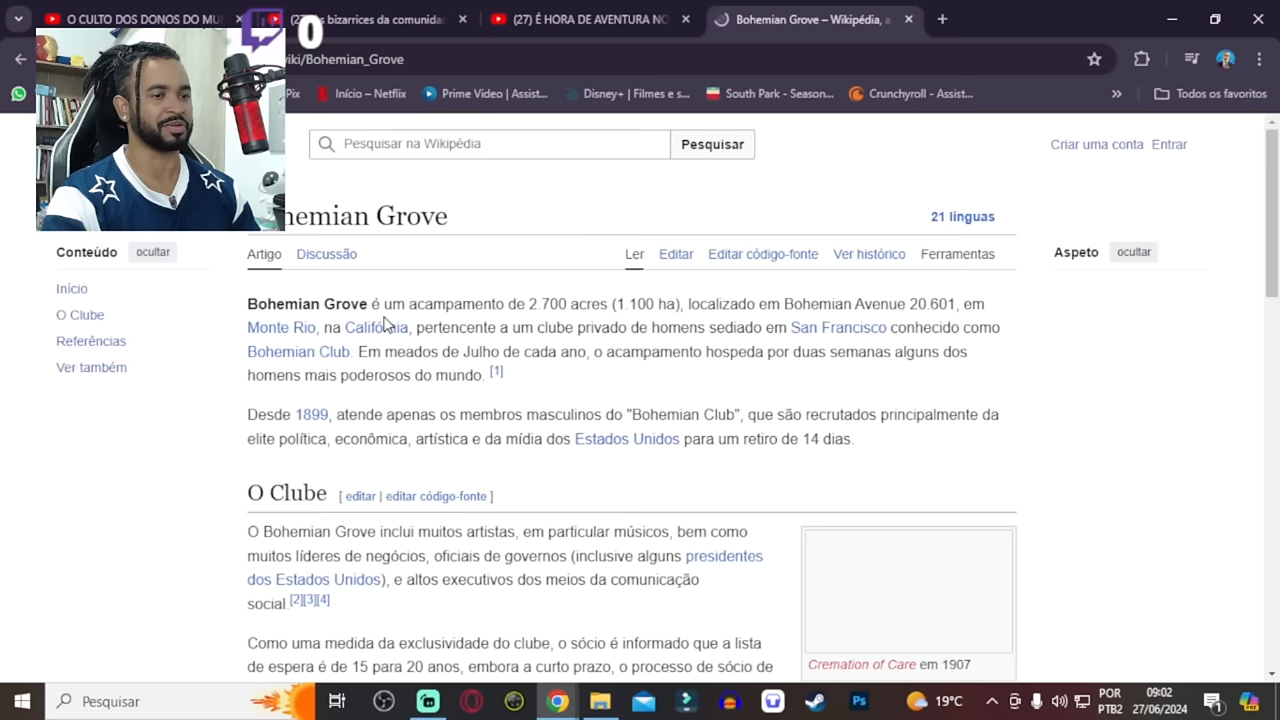 O CULTO DOS DONOS DO MU
as bizarrices da comunidad
(27) É HORA DE AVENTURA NO
Bohemian Grove – Wikipédia, a
0
iki/Bohemian_Grove
Pix
Início – Netflix
Prime Video | Assist...
Disney+ | Filmes e s...
South Park - Season...
Crunchyroll - Assist...
»
Todos os favoritos
Pesquisar na Wikipédia
Pesquisar
Criar uma conta Entrar
hemian Grove
21 línguas
Conteúdo ocultar
Artigo Discussão
Ler Editar Editar código-fonte Ver histórico Ferramentas
Aspeto ocultar
Início
O Clube
Referências
Ver também
Bohemian Grove é um acampamento de 2.700 acres (1.100 ha), localizado em Bohemian Avenue 20.601, em
Monte Rio, na Califórnia, pertencente a um clube privado de homens sediado em San Francisco conhecido como
Bohemian Club. Em meados de Julho de cada ano, o acampamento hospeda por duas semanas alguns dos
homens mais poderosos do mundo. [1]
Desde 1899, atende apenas os membros masculinos do "Bohemian Club", que são recrutados principalmente da
elite política, econômica, artística e da mídia dos Estados Unidos para um retiro de 14 dias.
O Clube [ editar | editar código-fonte ]
O Bohemian Grove inclui muitos artistas, em particular músicos, bem como
muitos líderes de negócios, oficiais de governos (inclusive alguns presidentes
dos Estados Unidos), e altos executivos dos meios da comunicação
social.[2][3][4]
Como uma medida da exclusividade do clube, o sócio é informado que a lista
de espera é de 15 para 20 anos, embora a curto prazo, o processo de sócio de
Cremation of Care em 1907
Pesquisar
19°C
POR
PTB2
09:02
27/06/2024